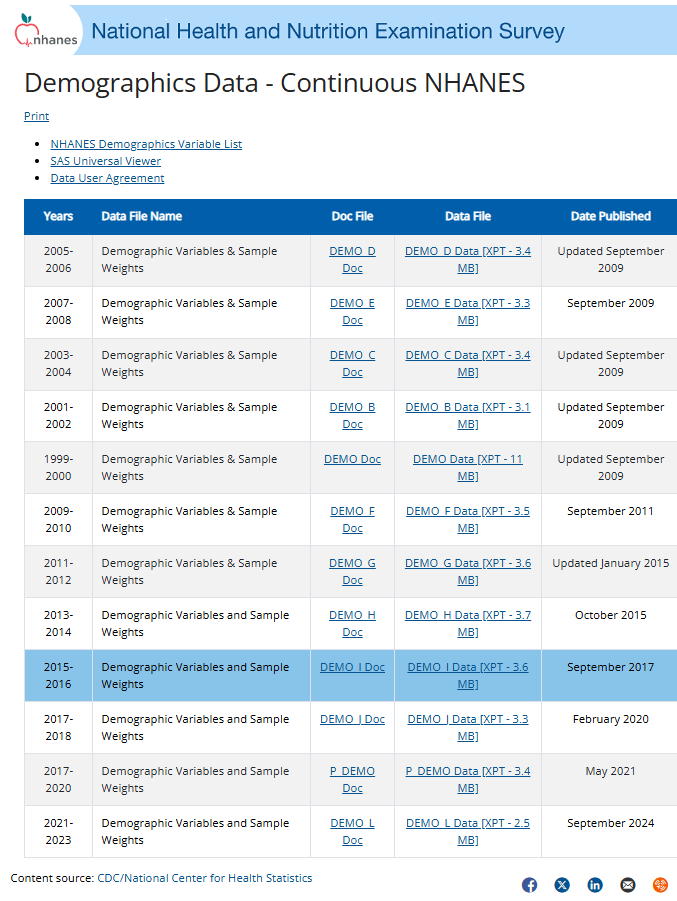 nhanes
National Health and Nutrition Examination Survey
Demographics Data - Continuous NHANES
Print
NHANES Demographics Variable List
SAS Universal Viewer
Data User Agreement
Years Data File Name Doc File Data File Date Published
2005- Demographic Variables & Sample DEMO_D DEMO_D Data [XPT - 3.4 Updated September
2006 Weights Doc MB] 2009
2007- Demographic Variables & Sample DEMO_E DEMO_E Data [XPT - 3.3 September 2009
2008 Weights Doc MB]
2003- Demographic Variables & Sample DEMO_C DEMO_C Data [XPT - 3.4 Updated September
2004 Weights Doc MB] 2009
2001- Demographic Variables & Sample DEMO_B DEMO_B Data [XPT - 3.1 Updated September
2002 Weights Doc MB] 2009
1999- Demographic Variables & Sample DEMO Doc DEMO Data [XPT - 11 Updated September
2000 Weights MB] 2009
2009- Demographic Variables & Sample DEMO_F DEMO_F Data [XPT - 3.5 September 2011
2010 Weights Doc MB]
2011- Demographic Variables & Sample DEMO_G DEMO_G Data [XPT - 3.6 Updated January 2015
2012 Weights Doc MB]
2013- Demographic Variables and Sample DEMO_H DEMO_H Data [XPT - 3.7 October 2015
2014 Weights Doc MB]
2015- Demographic Variables and Sample DEMO_I Doc DEMO_I Data [XPT - 3.6 September 2017
2016 Weights MB]
2017- Demographic Variables and Sample DEMO_J Doc DEMO_J Data [XPT - 3.3 February 2020
2018 Weights MB]
2017- Demographic Variables and Sample P_DEMO P_DEMO Data [XPT - 3.4 May 2021
2020 Weights Doc MB]
2021- Demographic Variables and Sample DEMO_L DEMO_L Data [XPT - 2.5 September 2024
2023 Weights Doc MB]
Content source: CDC/National Center for Health Statistics